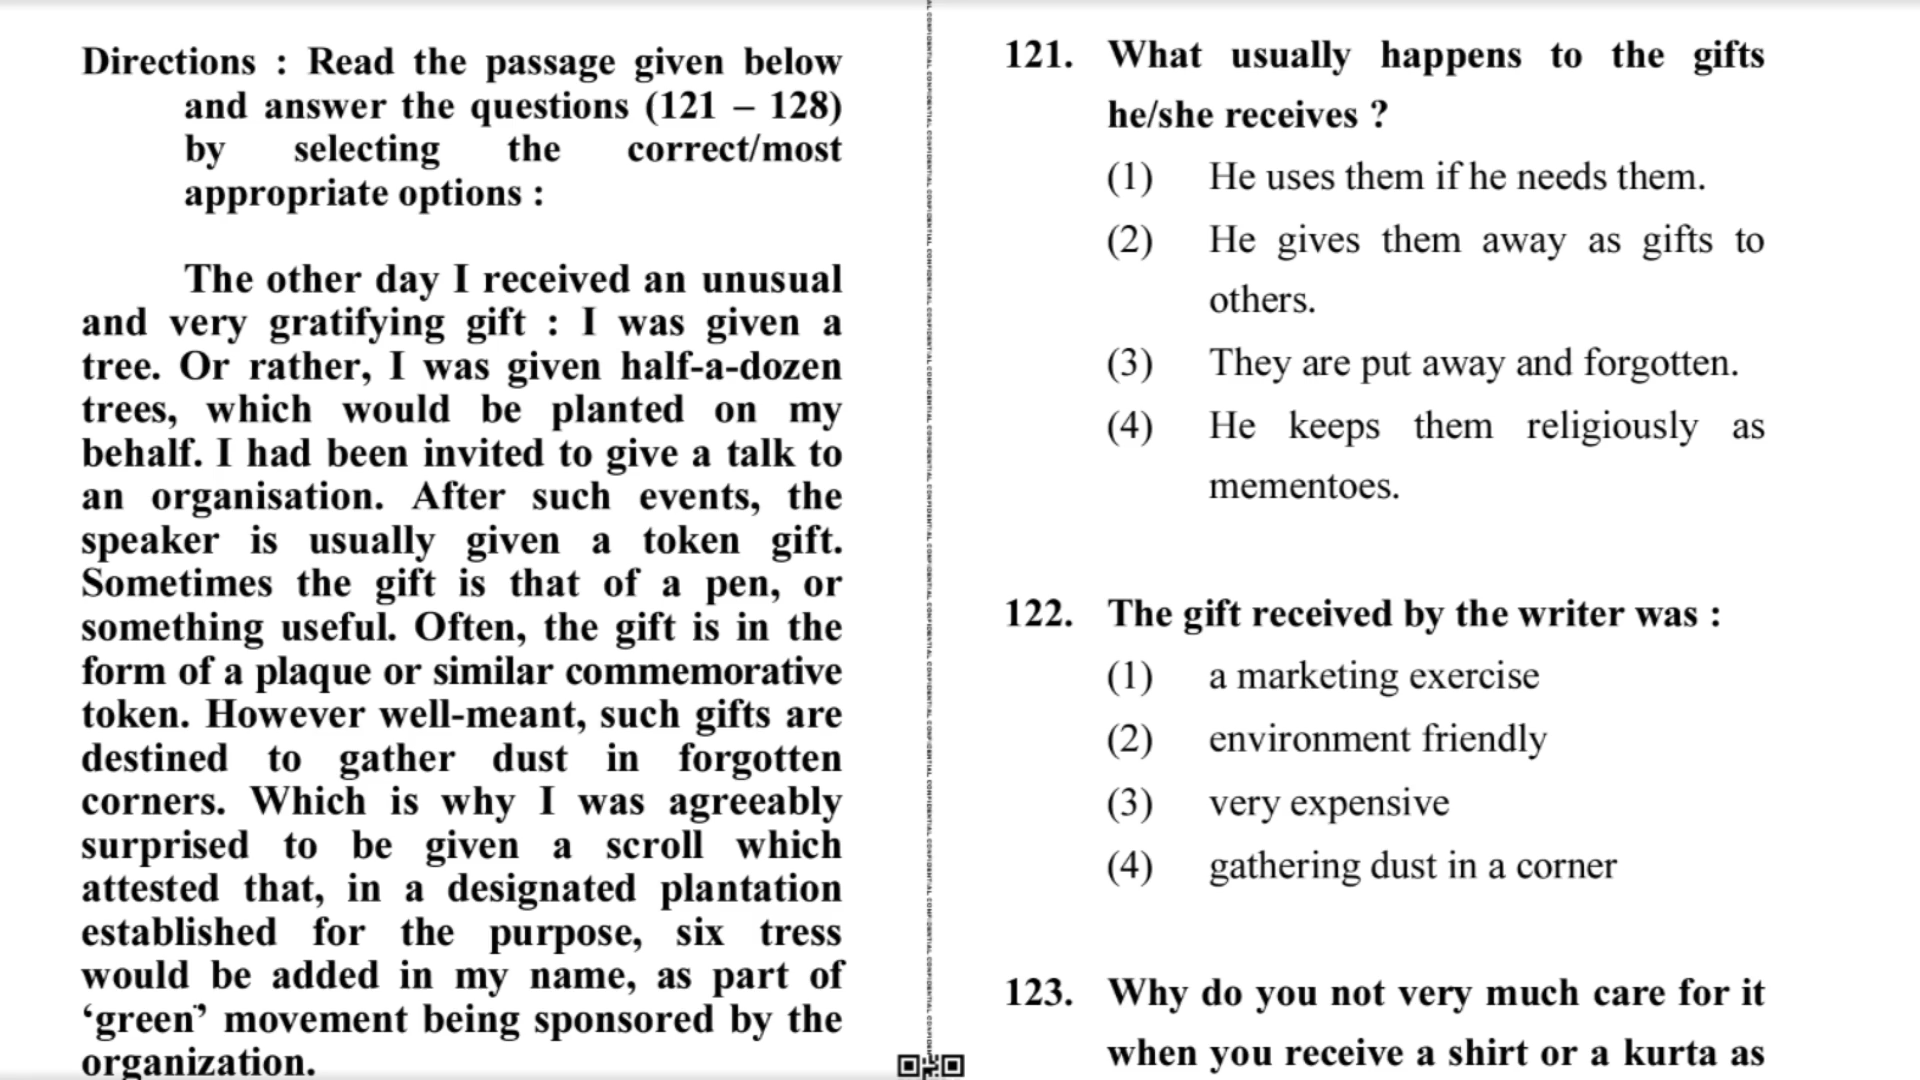 Directions : Read the passage given below
and answer the questions (121 – 128)
by selecting the correct/most
appropriate options :
The other day I received an unusual
and very gratifying gift : I was given a
tree. Or rather, I was given half-a-dozen
trees, which would be planted on my
behalf. I had been invited to give a talk to
an organisation. After such events, the
speaker is usually given a token gift.
Sometimes the gift is that of a pen, or
something useful. Often, the gift is in the
form of a plaque or similar commemorative
token. However well-meant, such gifts are
destined to gather dust in forgotten
corners. Which is why I was agreeably
surprised to be given a scroll which
attested that, in a designated plantation
established for the purpose, six tress
would be added in my name, as part of
‘green’ movement being sponsored by the
organization.
121. What usually happens to the gifts
he/she receives ?
(1) He uses them if he needs them.
(2) He gives them away as gifts to
others.
(3) They are put away and forgotten.
(4) He keeps them religiously as
mementoes.
122. The gift received by the writer was :
(1) a marketing exercise
(2) environment friendly
(3) very expensive
(4) gathering dust in a corner
123. Why do you not very much care for it
when you receive a shirt or a kurta as